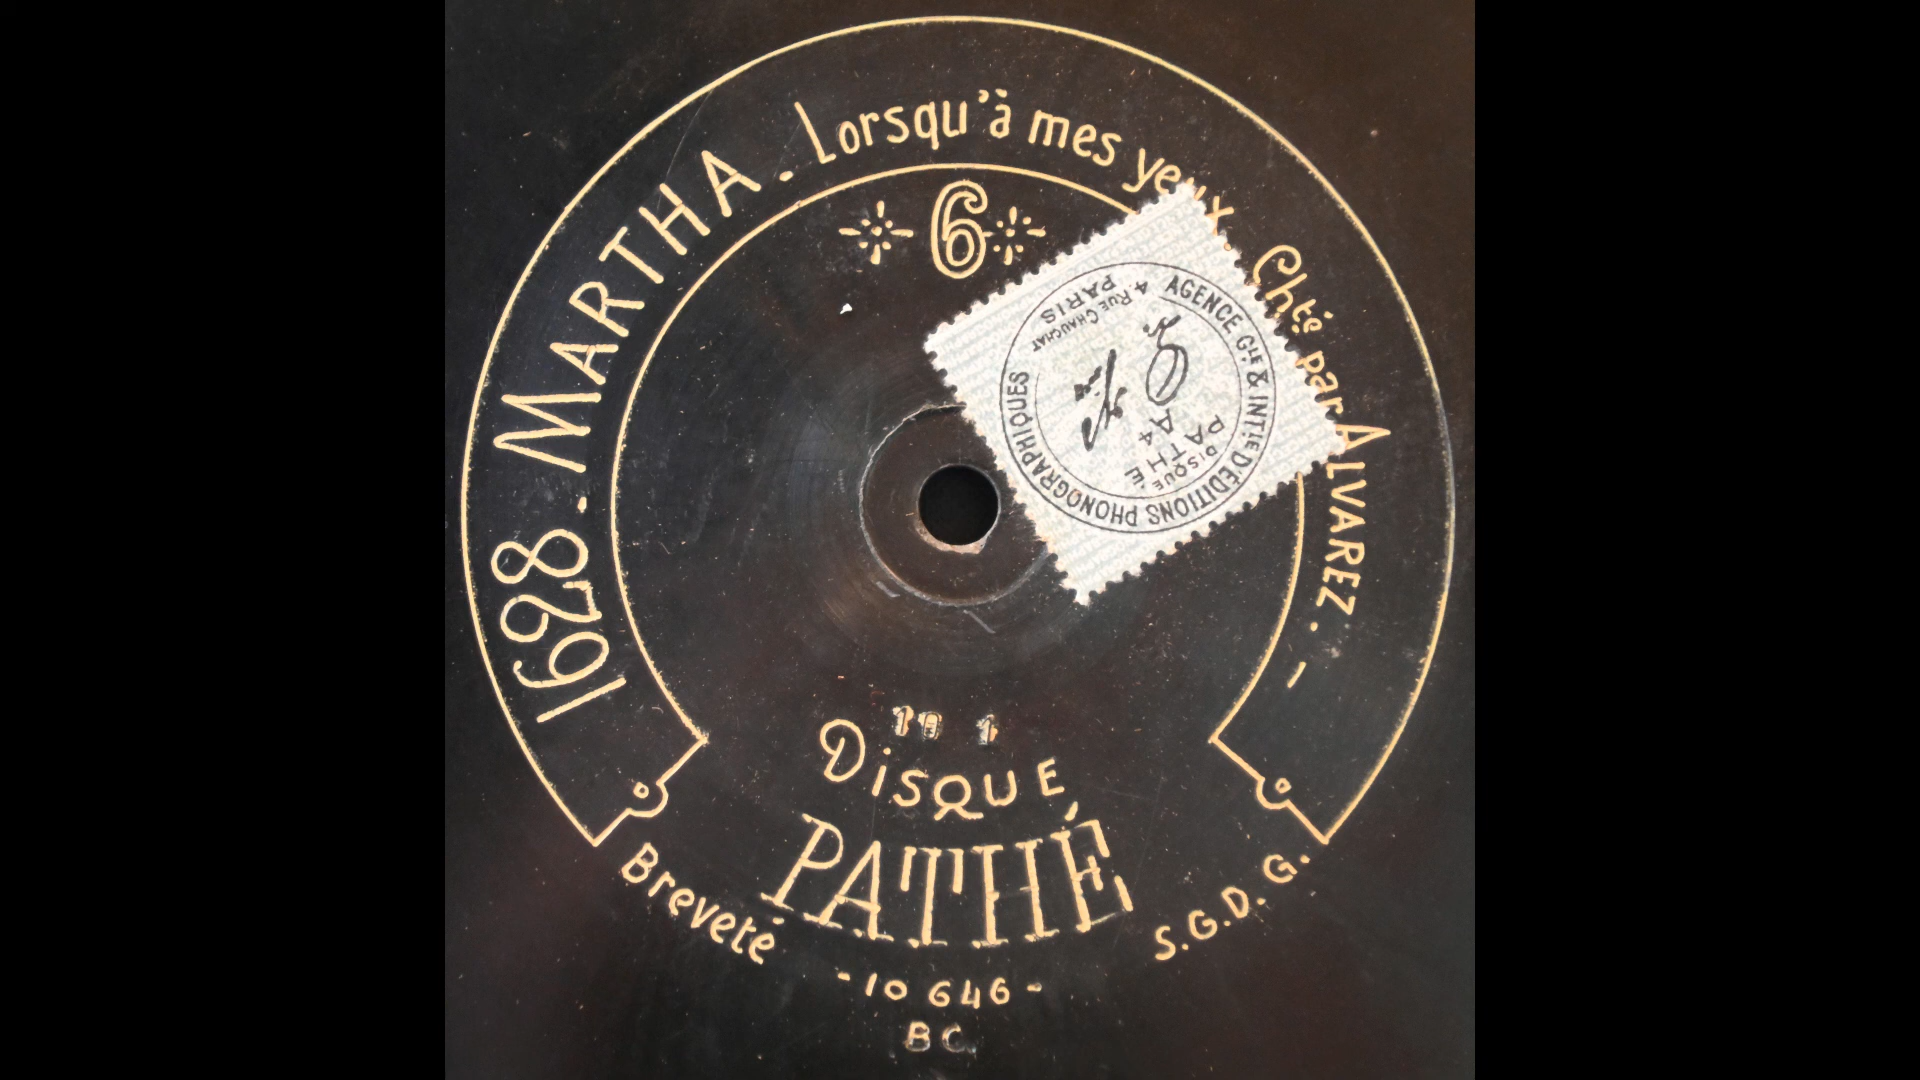 1628. MARTHA. Lorsqu'à mes yeux. Chté par ALVAREZ. –
6
AGENCE Gle & INTle D'ÉDITIONS PHONOGRAPHIQUES
4, RUE CHAUCHAT
PARIS
DISQUE
PATHÉ
A4
DISQUE
PATHÉ
Breveté S.G.D.G.
-10 646-
BC